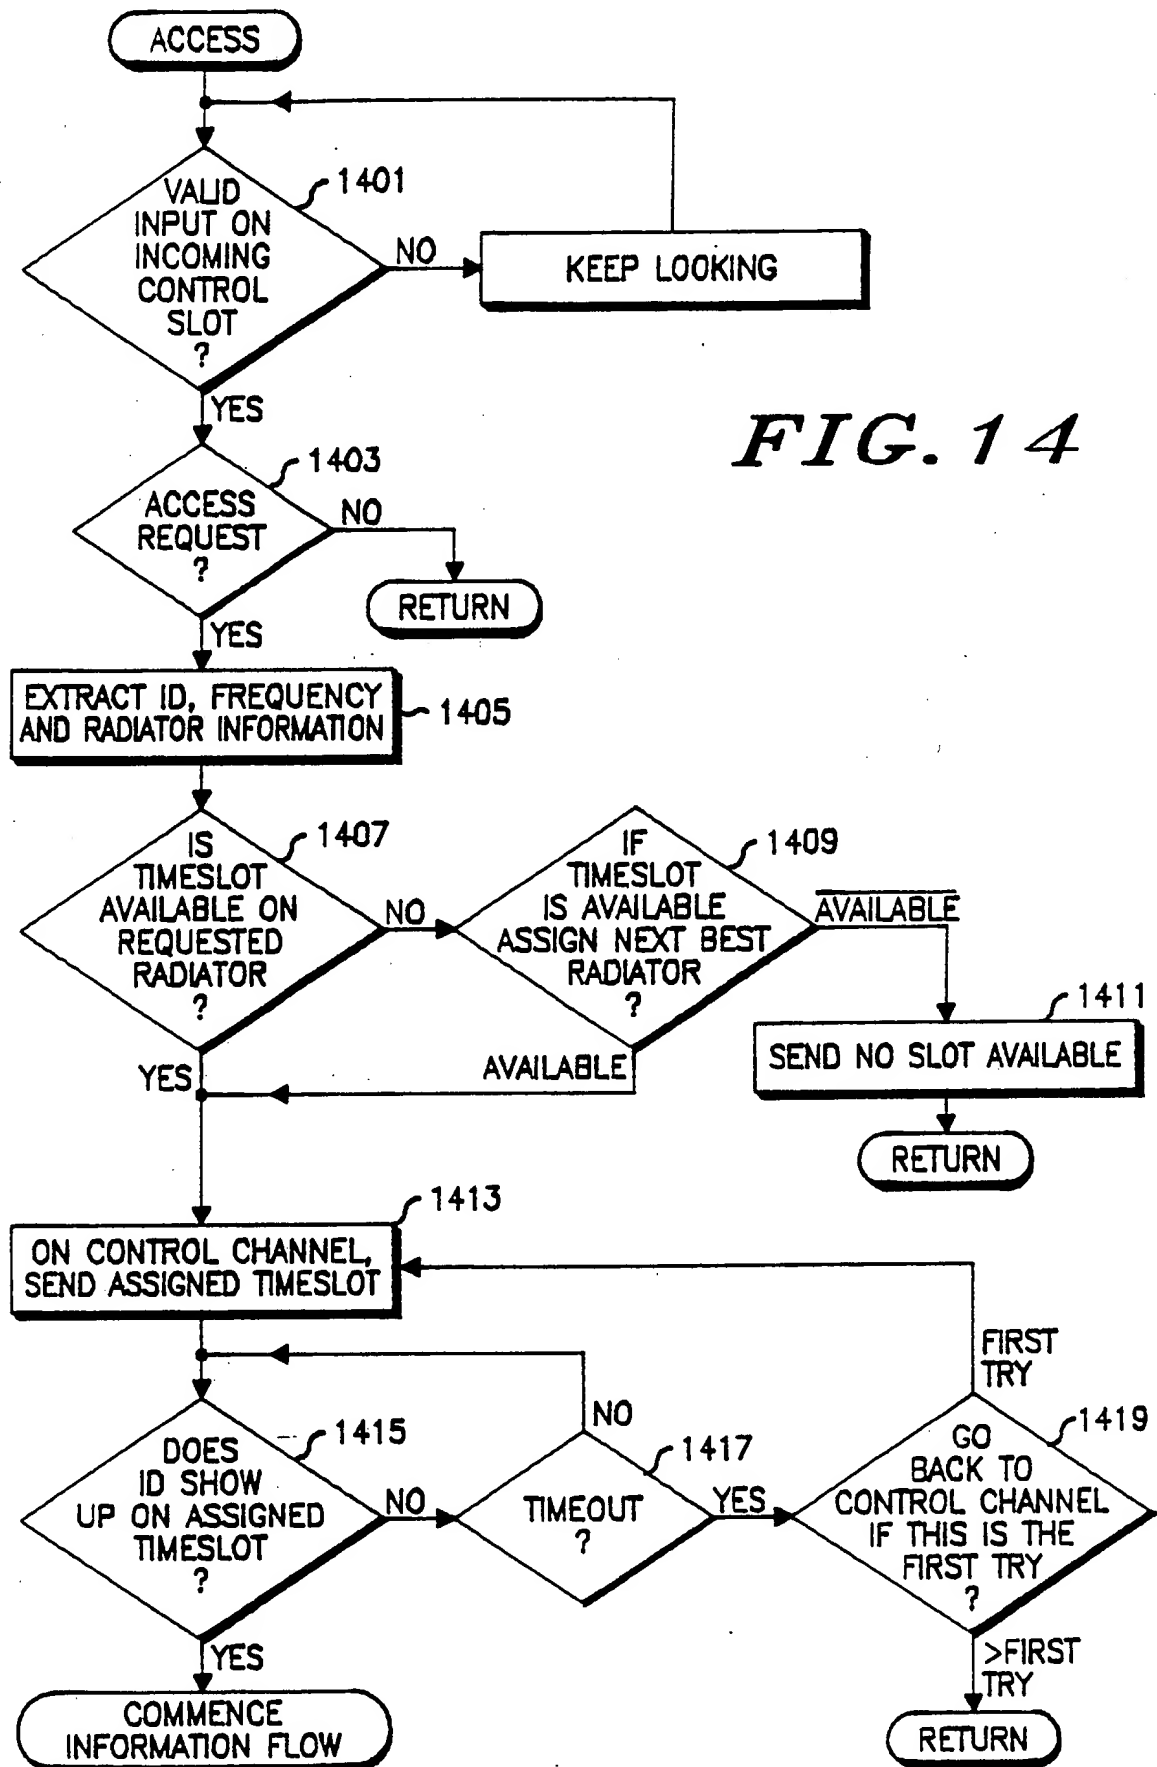 ACCESS
VALID
INPUT ON
INCOMING
CONTROL
SLOT
?
1401
NO
KEEP LOOKING
YES
FIG. 14
ACCESS
REQUEST
?
1403
NO
RETURN
YES
EXTRACT ID, FREQUENCY
AND RADIATOR INFORMATION
1405
IS
TIMESLOT
AVAILABLE ON
REQUESTED
RADIATOR
?
1407
NO
IF
TIMESLOT
IS AVAILABLE
ASSIGN NEXT BEST
RADIATOR
?
1409
AVAILABLE
1411
SEND NO SLOT AVAILABLE
RETURN
YES
AVAILABLE
1413
ON CONTROL CHANNEL,
SEND ASSIGNED TIMESLOT
DOES
ID SHOW
UP ON ASSIGNED
TIMESLOT
?
1415
NO
NO
TIMEOUT
?
1417
YES
FIRST
TRY
GO
BACK TO
CONTROL CHANNEL
IF THIS IS THE
FIRST TRY
?
1419
YES
COMMENCE
INFORMATION FLOW
>FIRST
TRY
RETURN